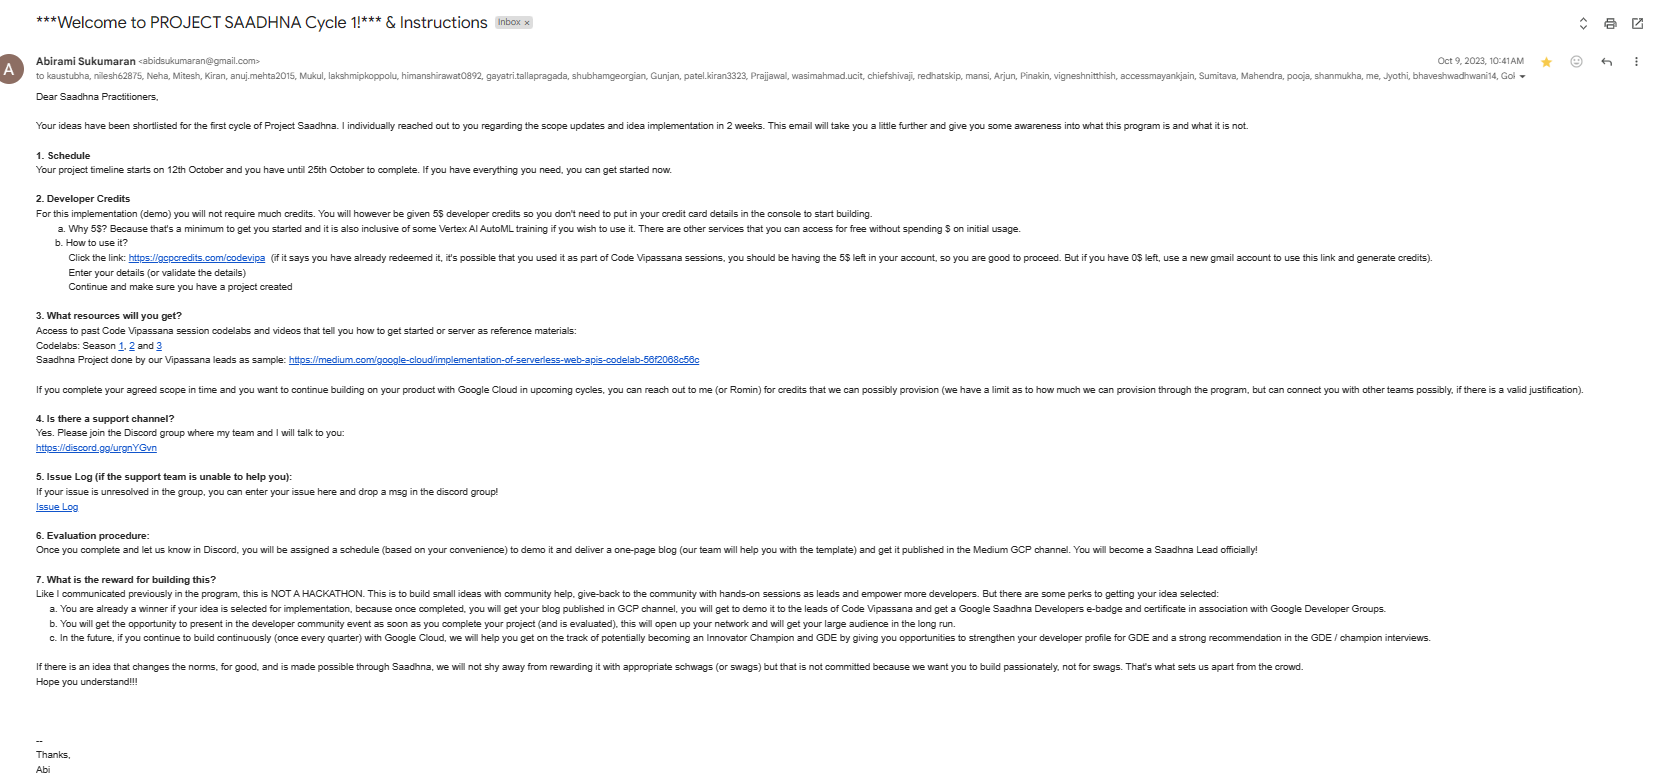 ***Welcome to PROJECT SAADHNA Cycle 1!*** & Instructions Inbox ×
A
Abirami Sukumaran <abidsukumaran@gmail.com>
Oct 9, 2023, 10:41 AM
to kaustubha, nilesh62875, Neha, Mitesh, Kiran, anuj.mehta2015, Mukul, lakshmipkoppolu, himanshirawat0892, gayatri.tallapragada, shubhamgeorgian, Gunjan, patel.kiran3323, Prajjawal, wasimahmad.ucit, chiefshivaji, redhatskip, mansi, Arjun, Pinakin, vigneshnitthish, accessmayankjain, Sumitava, Mahendra, pooja, shanmukha, me, Jyothi, bhaveshwadhwani14, Gol
Dear Saadhna Practitioners,
Your ideas have been shortlisted for the first cycle of Project Saadhna. I individually reached out to you regarding the scope updates and idea implementation in 2 weeks. This email will take you a little further and give you some awareness into what this program is and what it is not.
1. Schedule
Your project timeline starts on 12th October and you have until 25th October to complete. If you have everything you need, you can get started now.
2. Developer Credits
For this implementation (demo) you will not require much credits. You will however be given 5$ developer credits so you don't need to put in your credit card details in the console to start building.
a. Why 5$? Because that's a minimum to get you started and it is also inclusive of some Vertex AI AutoML training if you wish to use it. There are other services that you can access for free without spending $ on initial usage.
b. How to use it?
Click the link: https://gcpcredits.com/codevipa (if it says you have already redeemed it, it's possible that you used it as part of Code Vipassana sessions, you should be having the 5$ left in your account, so you are good to proceed. But if you have 0$ left, use a new gmail account to use this link and generate credits).
Enter your details (or validate the details)
Continue and make sure you have a project created
3. What resources will you get?
Access to past Code Vipassana session codelabs and videos that tell you how to get started or server as reference materials:
Codelabs: Season 1, 2 and 3
Saadhna Project done by our Vipassana leads as sample: https://medium.com/google-cloud/implementation-of-serverless-web-apis-codelab-56f2068c56c
If you complete your agreed scope in time and you want to continue building on your product with Google Cloud in upcoming cycles, you can reach out to me (or Romin) for credits that we can possibly provision (we have a limit as to how much we can provision through the program, but can connect you with other teams possibly, if there is a valid justification).
4. Is there a support channel?
Yes. Please join the Discord group where my team and I will talk to you:
https://discord.gg/urgnYGvn
5. Issue Log (if the support team is unable to help you):
If your issue is unresolved in the group, you can enter your issue here and drop a msg in the discord group!
Issue Log
6. Evaluation procedure:
Once you complete and let us know in Discord, you will be assigned a schedule (based on your convenience) to demo it and deliver a one-page blog (our team will help you with the template) and get it published in the Medium GCP channel. You will become a Saadhna Lead officially!
7. What is the reward for building this?
Like I communicated previously in the program, this is NOT A HACKATHON. This is to build small ideas with community help, give-back to the community with hands-on sessions as leads and empower more developers. But there are some perks to getting your idea selected:
a. You are already a winner if your idea is selected for implementation, because once completed, you will get your blog published in GCP channel, you will get to demo it to the leads of Code Vipassana and get a Google Saadhna Developers e-badge and certificate in association with Google Developer Groups.
b. You will get the opportunity to present in the developer community event as soon as you complete your project (and is evaluated), this will open up your network and will get your large audience in the long run.
c. In the future, if you continue to build continuously (once every quarter) with Google Cloud, we will help you get on the track of potentially becoming an Innovator Champion and GDE by giving you opportunities to strengthen your developer profile for GDE and a strong recommendation in the GDE / champion interviews.
If there is an idea that changes the norms, for good, and is made possible through Saadhna, we will not shy away from rewarding it with appropriate schwags (or swags) but that is not committed because we want you to build passionately, not for swags. That's what sets us apart from the crowd.
Hope you understand!!!
--
Thanks,
Abi